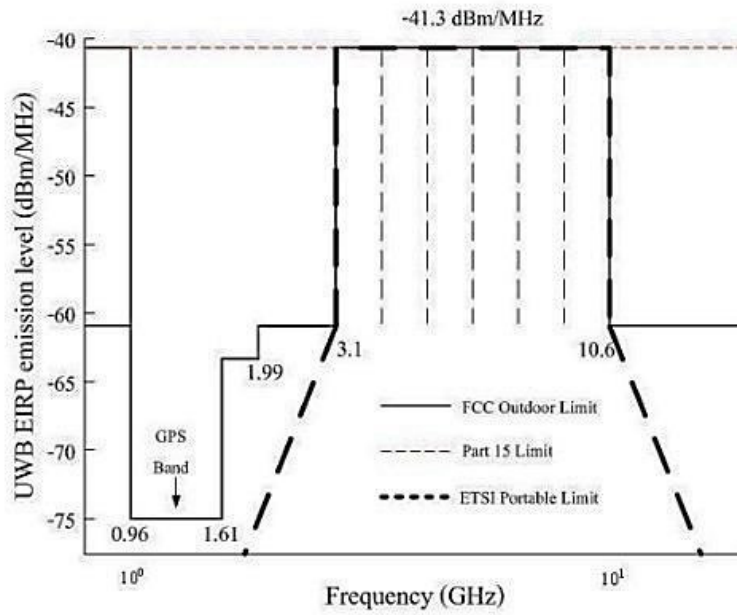 -41.3 dBm/MHz
UWB EIRP emission level (dBm/MHz)
-40
-45
-50
-55
-60
-65
-70
-75
3.1
10.6
1.99
GPS
Band
0.96
1.61
FCC Outdoor Limit
Part 15 Limit
ETSI Portable Limit
10⁰
10¹
Frequency (GHz)